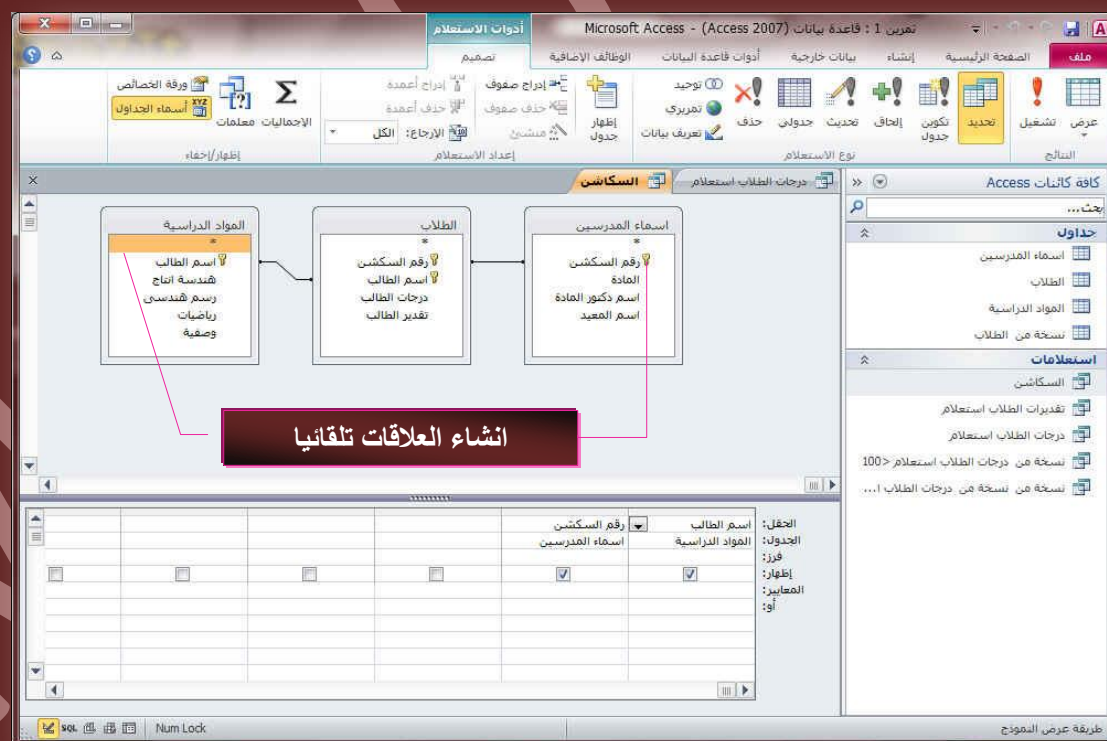 تمرين 1 : قاعدة بيانات (Access 2007) - Microsoft Access
أدوات الاستعلام
ملف
الصفحة الرئيسية
إنشاء
بيانات خارجية
أدوات قاعدة البيانات
الوظائف الإضافية
تصميم
عرض
تشغيل
النتائج
تحديد
تكوين جدول
إلحاق
تحديث
جدولي
حذف
توحيد
تمريري
تعريف بيانات
نوع الاستعلام
إظهار جدول
إدراج صفوف
حذف صفوف
منشئ
إدراج أعمدة
حذف أعمدة
الإرجاع: الكل
إعداد الاستعلام
الإجماليات
معلمات
ورقة الخصائص
أسماء الجداول
إظهار/إخفاء
كافة كائنات Access
بحث...
جداول
اسماء المدرسين
الطلاب
المواد الدراسية
نسخة من الطلاب
استعلامات
السكاشن
تقديرات الطلاب استعلام
درجات الطلاب استعلام
نسخة من درجات الطلاب استعلام <100
نسخة من نسخة من درجات الطلاب ا...
درجات الطلاب استعلام
السكاشن
اسماء المدرسين
*
رقم السكشن
المادة
اسم دكتور المادة
اسم المعيد
الطلاب
*
رقم السكشن
اسم الطالب
درجات الطالب
تقدير الطالب
المواد الدراسية
*
اسم الطالب
هندسة انتاج
رسم هندسى
رياضيات
وصفية
انشاء العلاقات تلقائيا
الحقل: اسم الطالب رقم السكشن
الجدول: المواد الدراسية اسماء المدرسين
فرز:
إظهار:
المعايير:
أو:
طريقة عرض النموذج
Num Lock
SQL